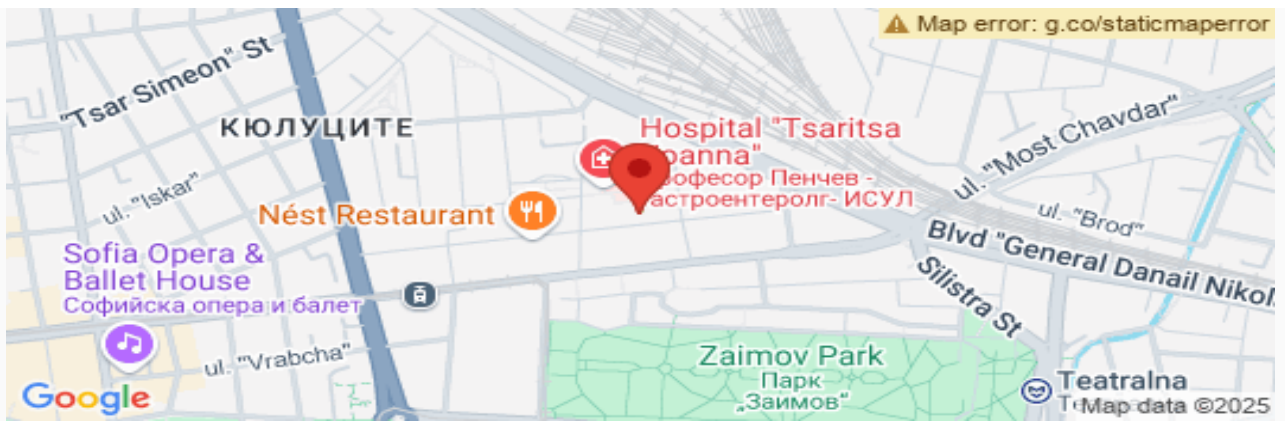 Map error: g.co/staticmaperror
"Tsar Simeon" St
КЮЛУЦИТЕ
Hospital "Tsaritsa
Пенчев -
ИСУЛ
ul. "Most Chavdar"
ul. "Iskar"
Nést Restaurant
ul. "Brod"
Blvd "General Danail
Sofia Opera &
Ballet House
Софийска опера и балет
Silistra St
ul. "Vrabcha"
Zaimov Park
Парк
„Заимов“
Teatralna
Google
Map data ©2025